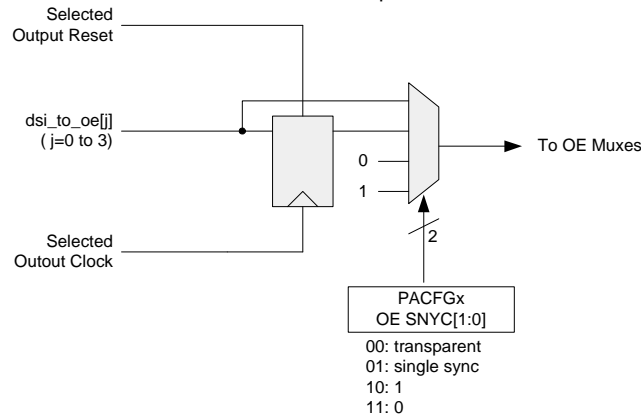 Selected
Output Reset
dsi_to_oe[j]
( j=0 to 3)
0
1
To OE Muxes
Selected
Outout Clock
2
PACFGx
OE SNYC[1:0]
00: transparent
01: single sync
10: 1
11: 0